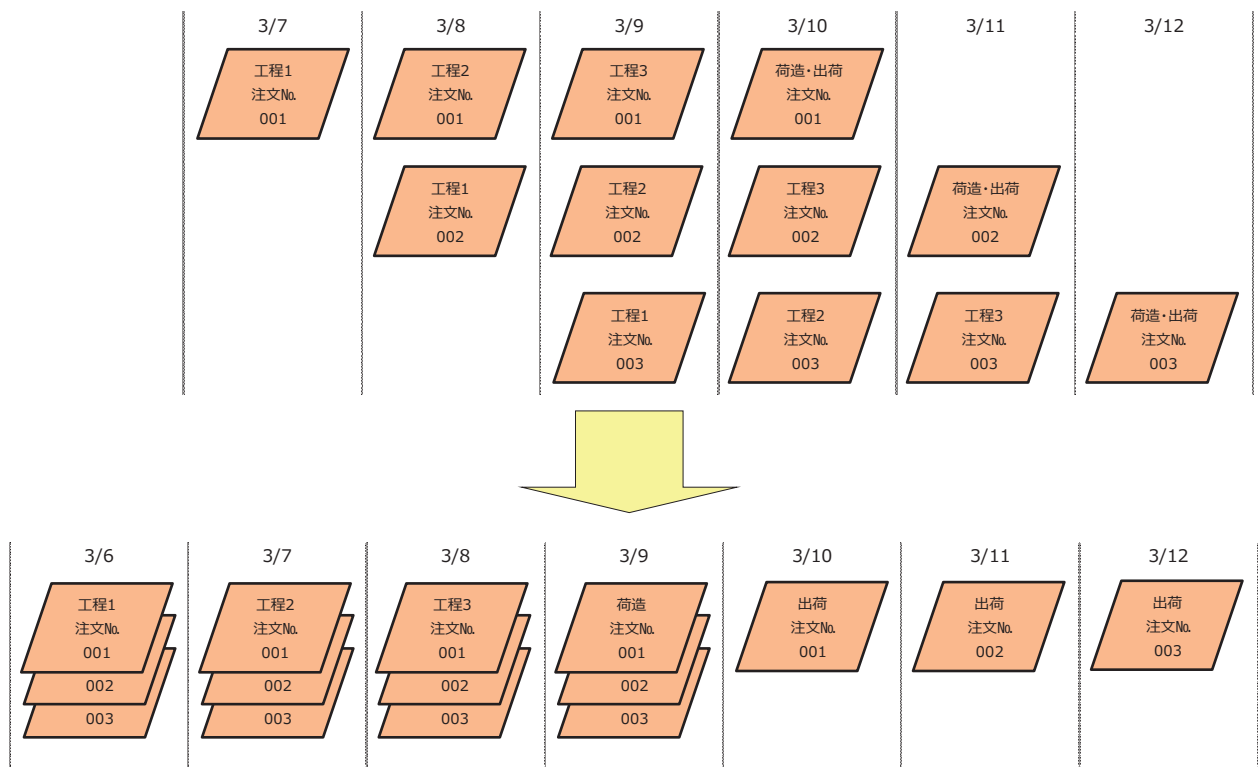 3/7
3/8
3/9
3/10
3/11
3/12
工程1
注文№
001
工程2
注文№
001
工程3
注文№
001
荷造･出荷
注文№
001
工程1
注文№
002
工程2
注文№
002
工程3
注文№
002
荷造･出荷
注文№
002
工程1
注文№
003
工程2
注文№
003
工程3
注文№
003
荷造･出荷
注文№
003
3/6
3/7
3/8
3/9
3/10
3/11
3/12
工程1
注文№
001
002
003
工程2
注文№
001
002
003
工程3
注文№
001
002
003
荷造
注文№
001
002
003
出荷
注文№
001
出荷
注文№
002
出荷
注文№
003